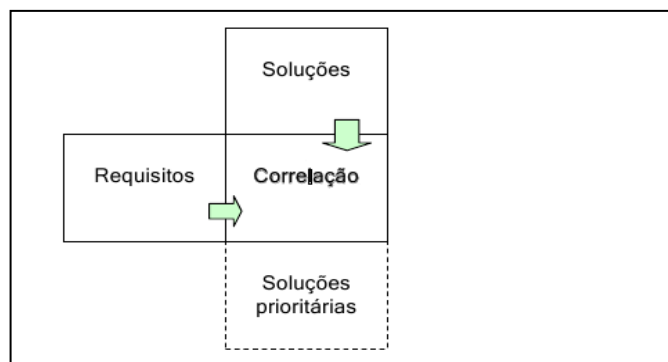 Soluções
Requisitos
Correlação
Soluções
prioritárias